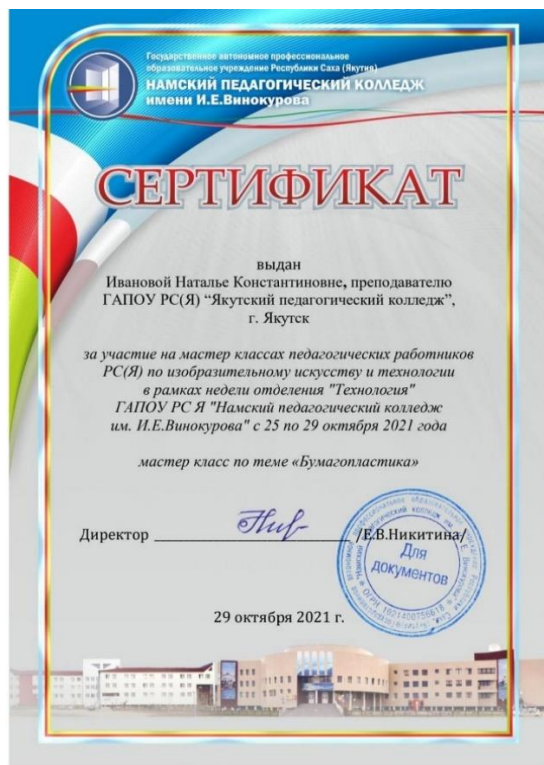 Государственное автономное профессиональное
образовательное учреждение Республики Саха (Якутия)
НАМСКИЙ ПЕДАГОГИЧЕСКИЙ КОЛЛЕДЖ
имени И.Е.Винокурова
СЕРТИФИКАТ
выдан
Ивановой Наталье Константиновне, преподавателю
ГАПОУ РС(Я) “Якутский педагогический колледж”,
г. Якутск
за участие на мастер классах педагогических работников
РС(Я) по изобразительному искусству и технологии
в рамках недели отделения "Технология"
ГАПОУ РС Я "Намский педагогический колледж
им. И.Е.Винокурова" с 25 по 29 октября 2021 года
мастер класс по теме «Бумагопластика»
Директор /Е.В.Никитина/
Для
документов
29 октября 2021 г.